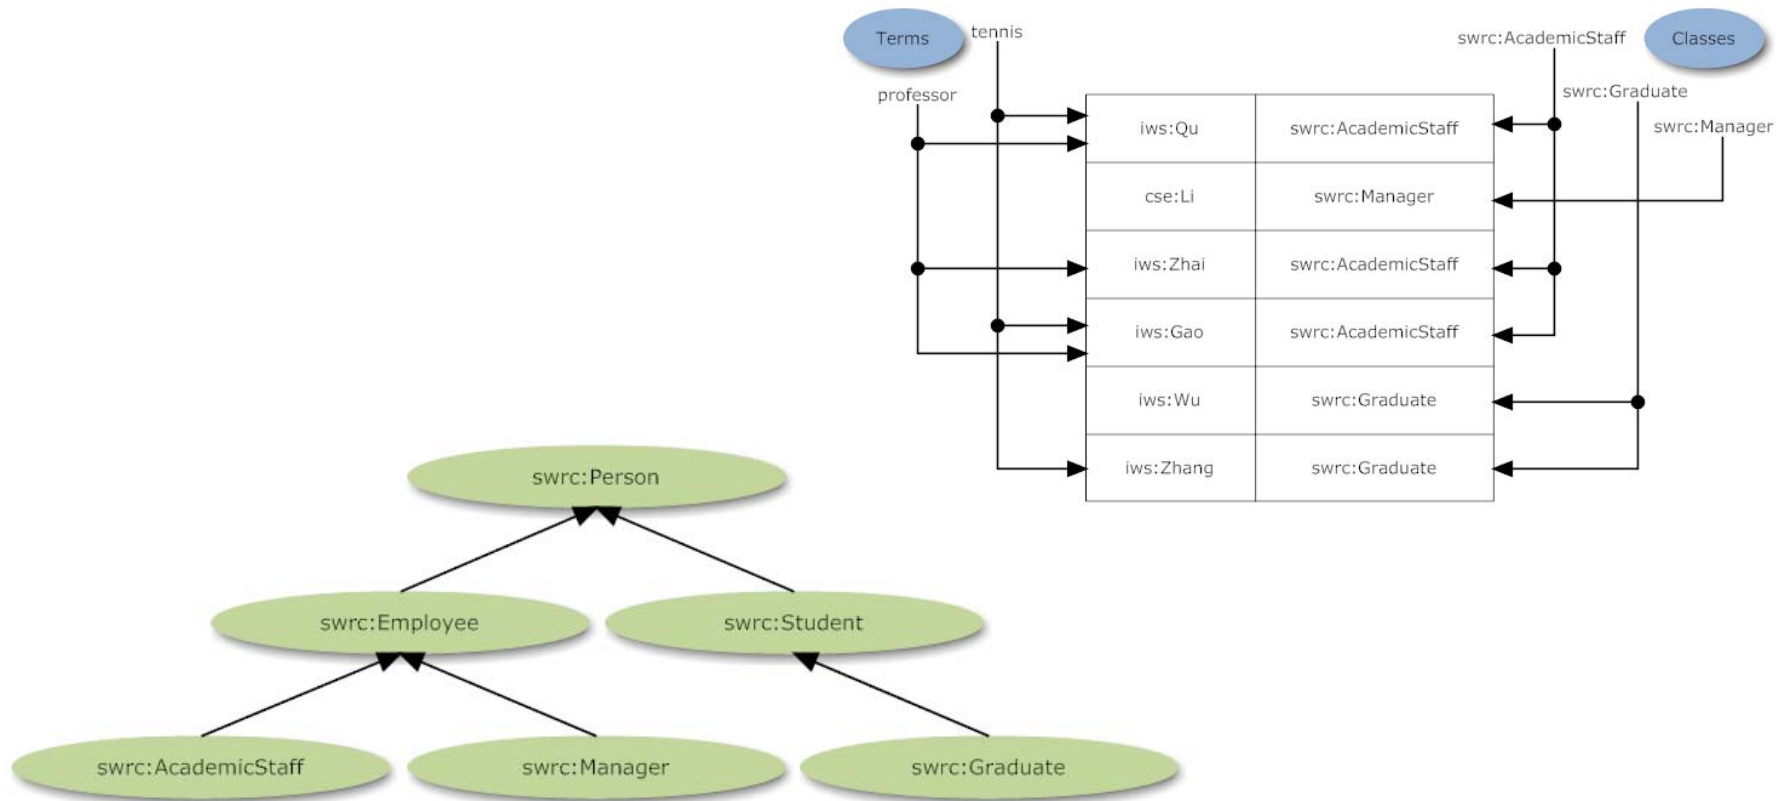 Terms
tennis
swrc:AcademicStaff
Classes
professor
swrc:Graduate
swrc:Manager
iws:Qu swrc:AcademicStaff
cse:Li swrc:Manager
iws:Zhai swrc:AcademicStaff
iws:Gao swrc:AcademicStaff
iws:Wu swrc:Graduate
iws:Zhang swrc:Graduate
swrc:Person
swrc:Employee
swrc:Student
swrc:AcademicStaff
swrc:Manager
swrc:Graduate